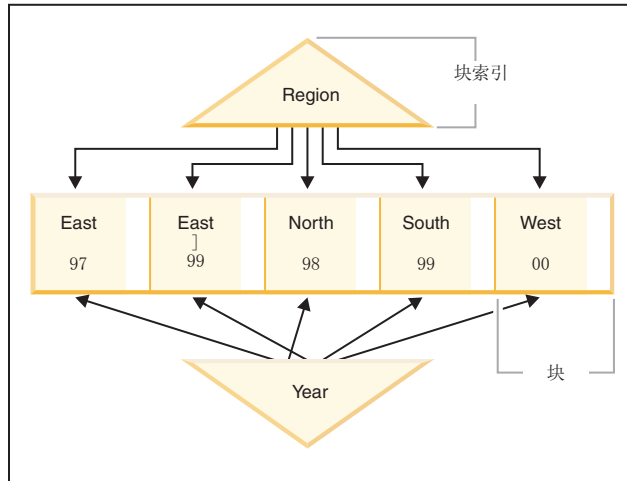 块索引
Region
East East North South West
]
97 99 98 99 00
块
Year